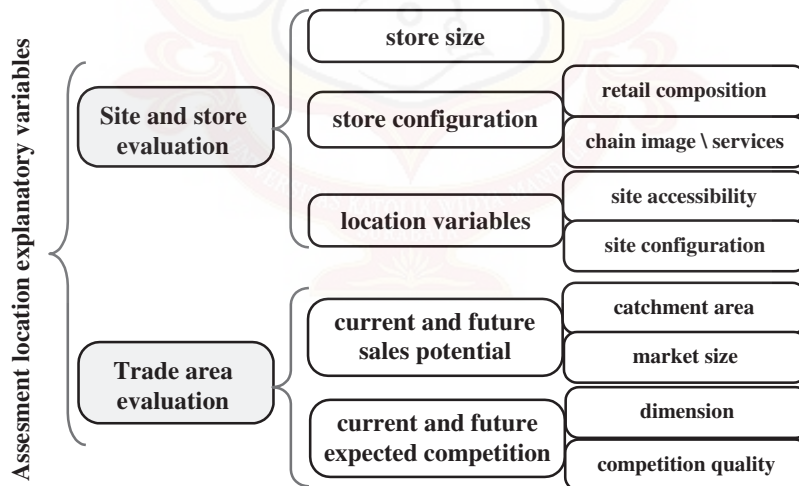 Assesment location explanatory variables
Site and store
evaluation
store size
store configuration
retail composition
chain image \ services
location variables
site accessibility
site configuration
Trade area
evaluation
current and future
sales potential
catchment area
market size
current and future
expected competition
dimension
competition quality